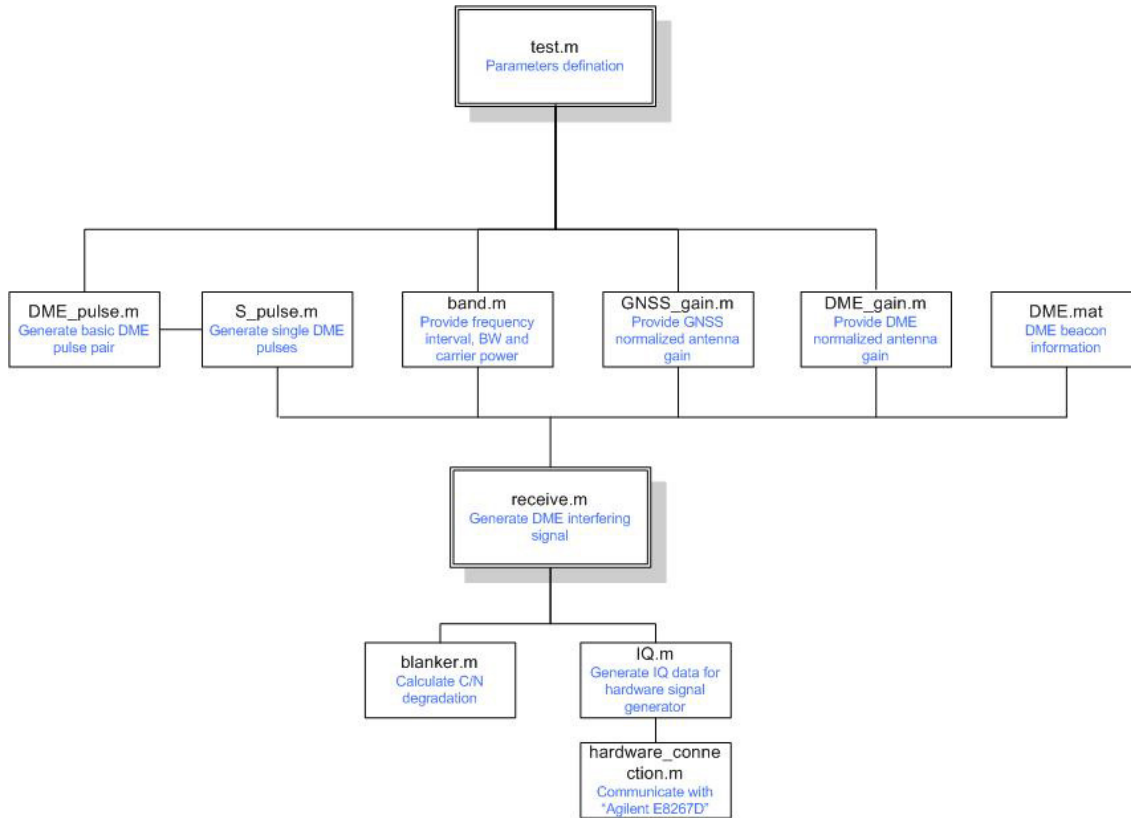 test.m
Parameters defination
DME_pulse.m
Generate basic DME
pulse pair
S_pulse.m
Generate single DME
pulses
band.m
Provide frequency
interval, BW and
carrier power
GNSS_gain.m
Provide GNSS
normalized antenna
gain
DME_gain.m
Provide DME
normalized antenna
gain
DME.mat
DME beacon
information
receive.m
Generate DME interfering
signal
blanker.m
Calculate C/N
degradation
IQ.m
Generate IQ data for
hardware signal
generator
hardware_conne
ction.m
Communicate with
"Agilent E8267D"